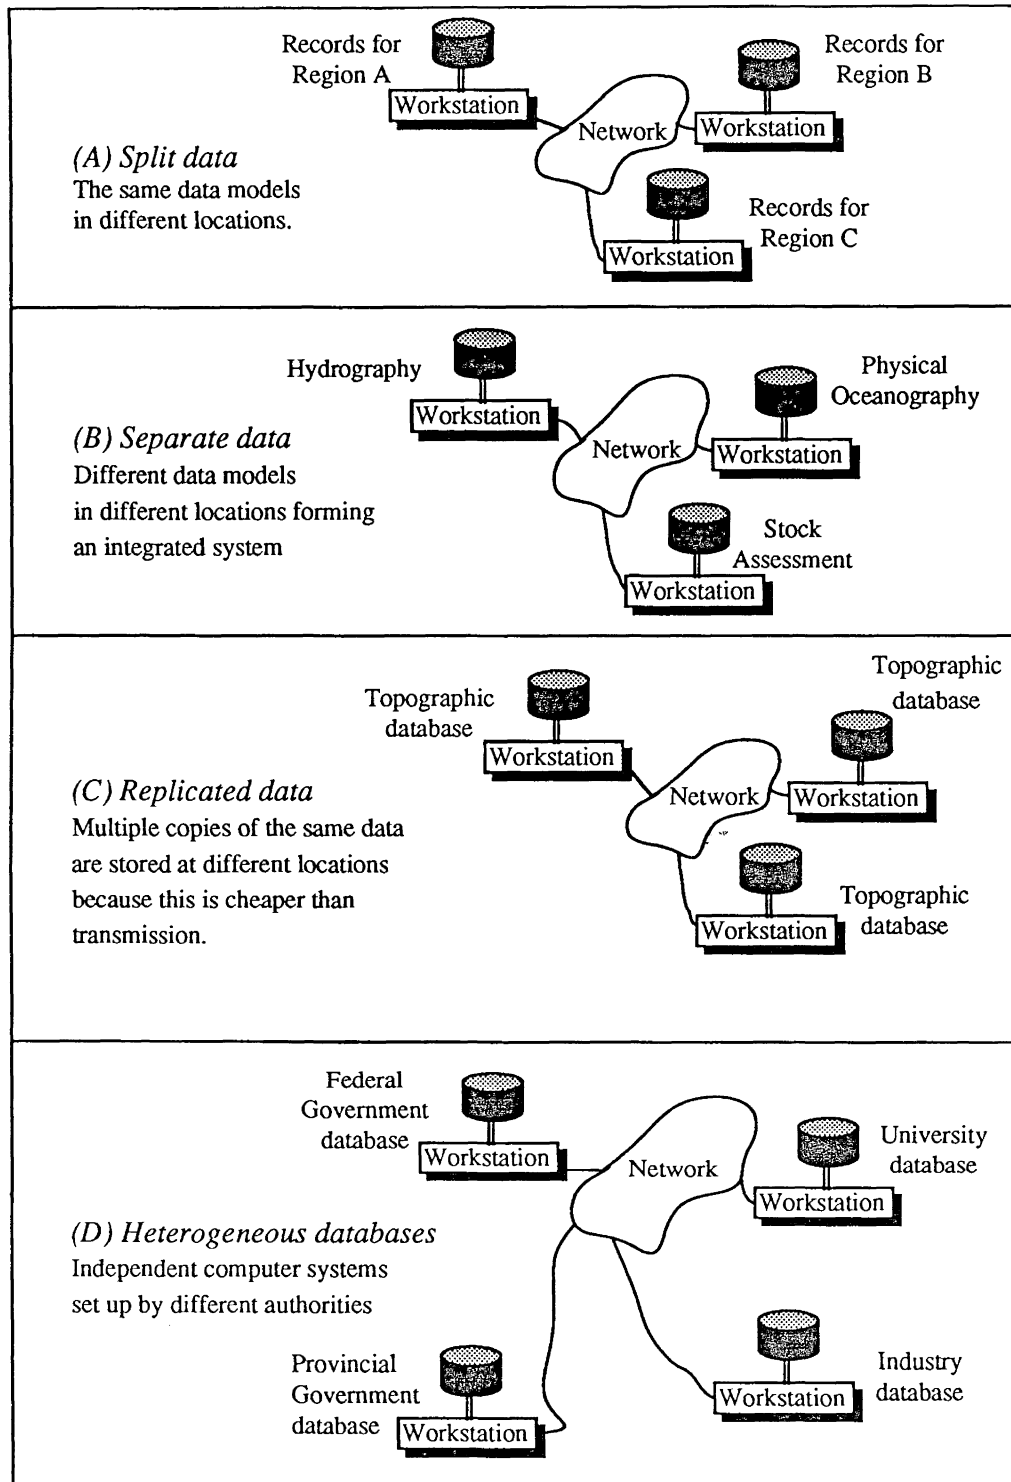 Records for
Region A
Workstation
Records for
Region B
Workstation
Network
(A) Split data
The same data models
in different locations.
Records for
Region C
Workstation
Hydrography
Workstation
Physical
Oceanography
Workstation
Network
(B) Separate data
Different data models
in different locations forming
an integrated system
Stock
Assessment
Workstation
Topographic
database
Workstation
Topographic
database
Workstation
Network
(C) Replicated data
Multiple copies of the same data
are stored at different locations
because this is cheaper than
transmission.
Topographic
database
Workstation
Federal
Government
database
Workstation
Network
University
database
Workstation
(D) Heterogeneous databases
Independent computer systems
set up by different authorities
Provincial
Government
database
Workstation
Industry
database
Workstation